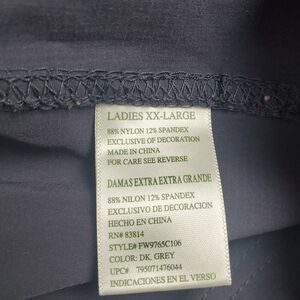 LADIES XX-LARGE
88% NYLON 12% SPANDEX
EXCLUSIVE OF DECORATION
MADE IN CHINA
FOR CARE SEE REVERSE
DAMAS EXTRA EXTRA GRANDE
88% NILON 12% SPANDEX
EXCLUSIVO DE DECORACION
HECHO EN CHINA
RN# 83814
STYLE# FW9765C106
COLOR: DK. GREY
UPC# 795071476044
INDICACIONES EN EL VERSO